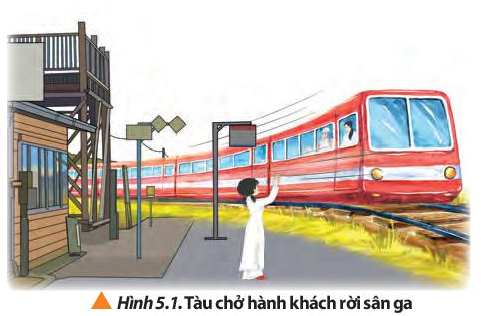 Hình 5.1. Tàu chở hành khách rời sân ga